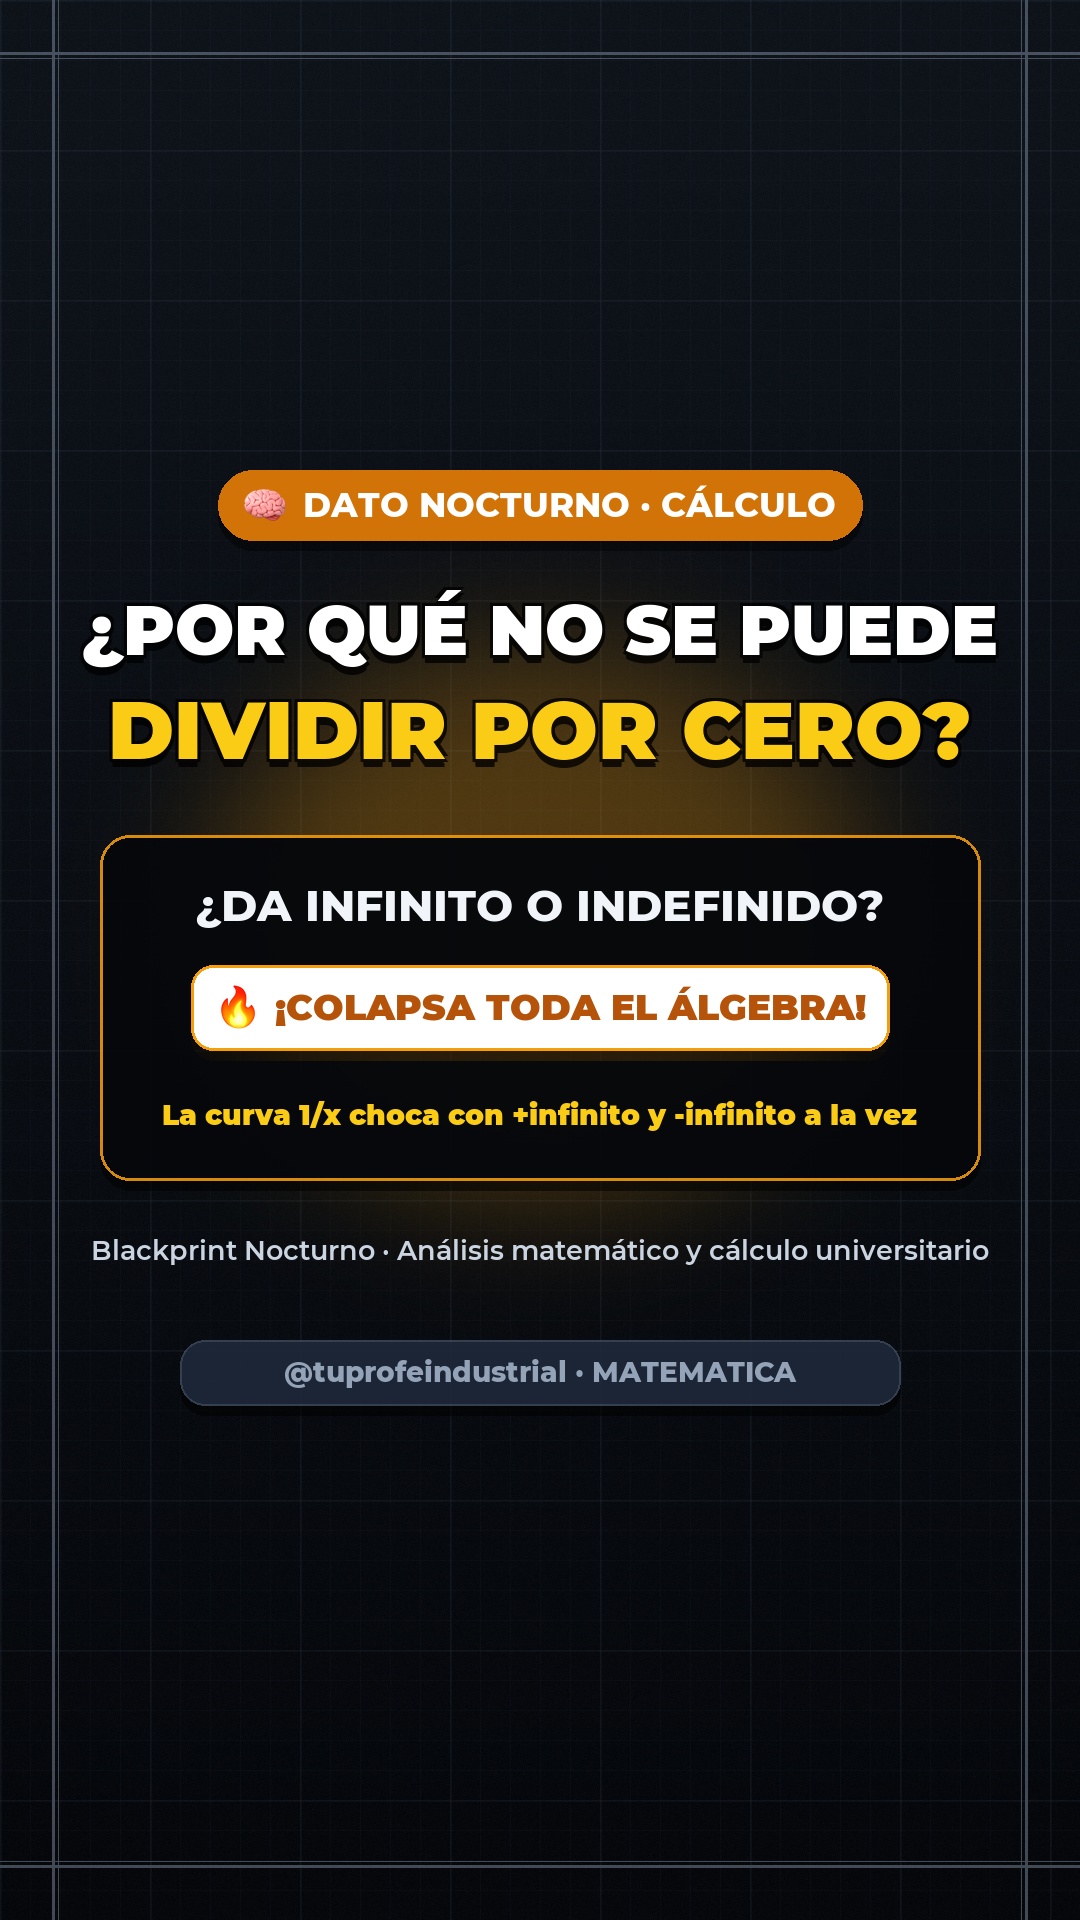 🧠 DATO NOCTURNO · CÁLCULO
¿POR QUÉ NO SE PUEDE
DIVIDIR POR CERO?
¿DA INFINITO O INDEFINIDO?
🔥 ¡COLAPSA TODA EL ÁLGEBRA!
La curva 1/x choca con +infinito y -infinito a la vez
Blackprint Nocturno · Análisis matemático y cálculo universitario
@tuprofeindustrial · MATEMATICA